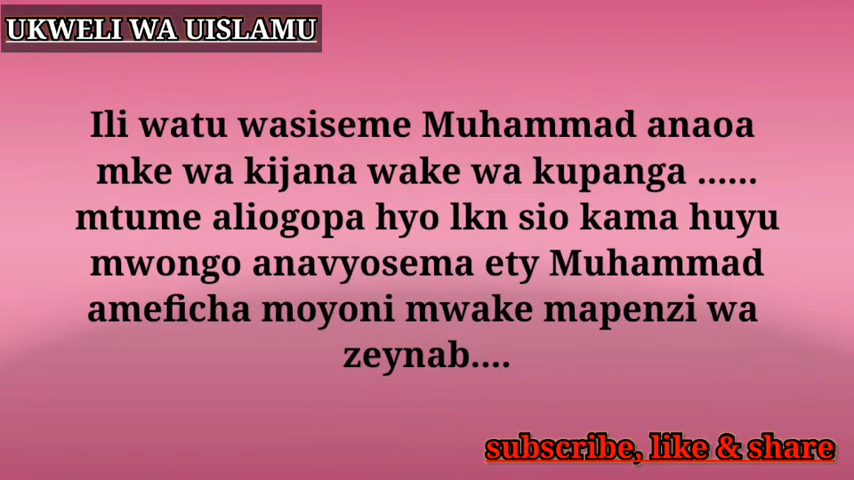 UKWELI WA UISLAMU
Ili watu wasiseme Muhammad anaoa
mke wa kijana wake wa kupanga ......
mtume aliogopa hyo lkn sio kama huyu
mwongo anavyosema ety Muhammad
ameficha moyoni mwake mapenzi wa
zeynab....
subscribe, like & share